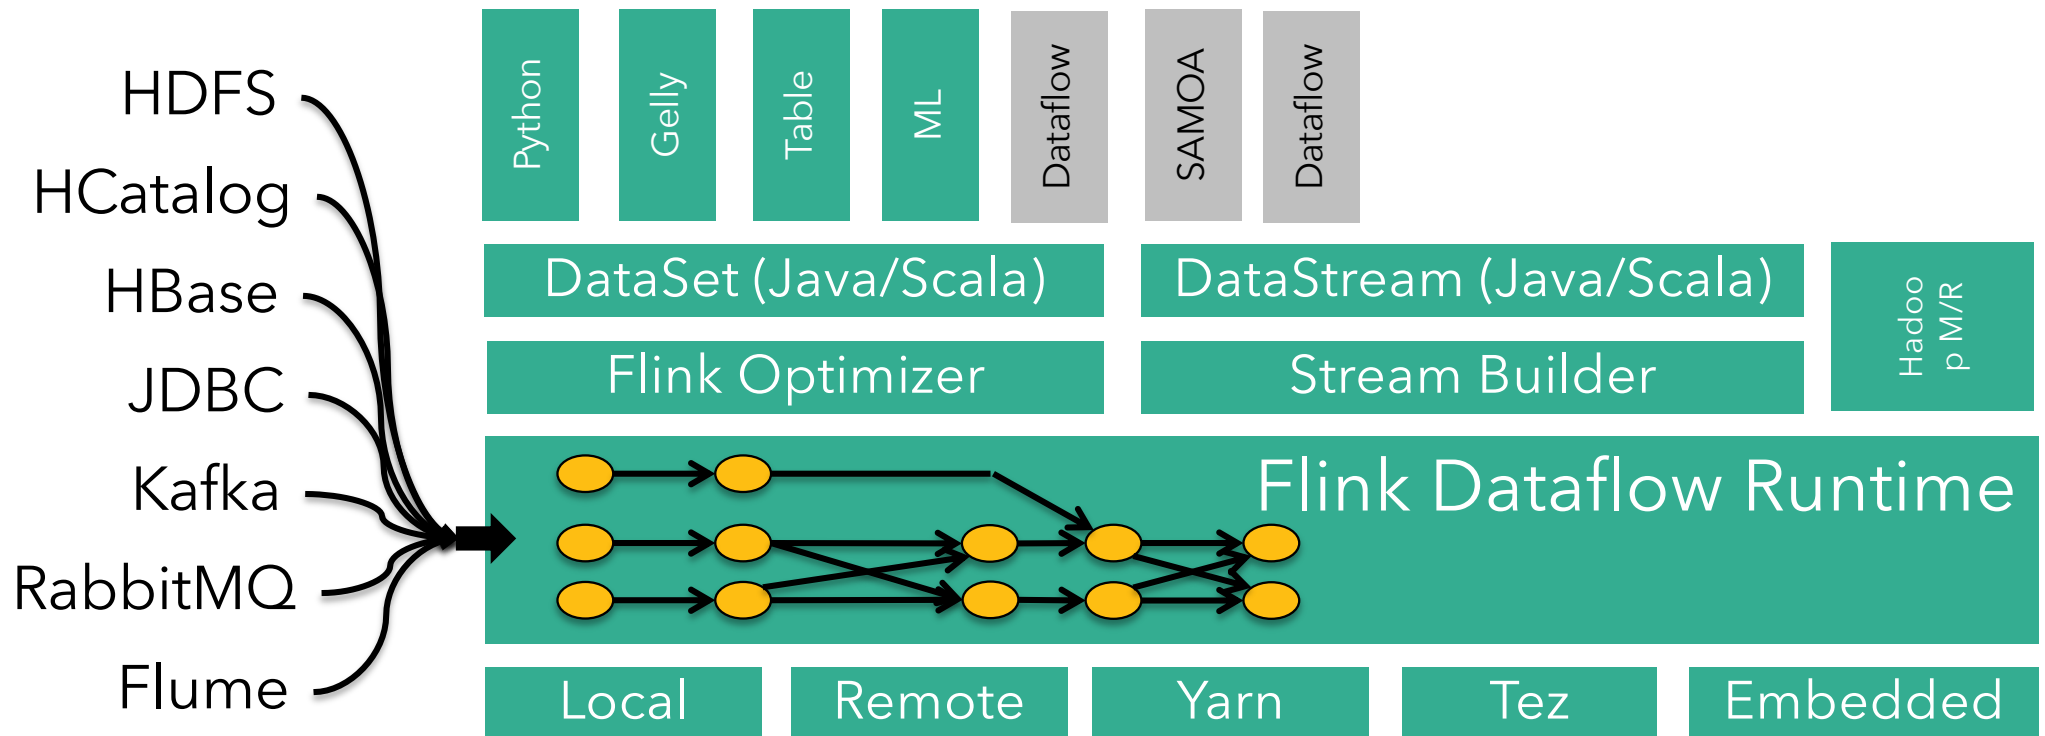 HDFS
HCatalog
HBase
JDBC
Kafka
RabbitMQ
Flume
Python
Gelly
Table
ML
Dataflow
SAMOA
Dataflow
DataSet (Java/Scala)
DataStream (Java/Scala)
Hadoo
p M/R
Flink Optimizer
Stream Builder
Flink Dataflow Runtime
Local
Remote
Yarn
Tez
Embedded